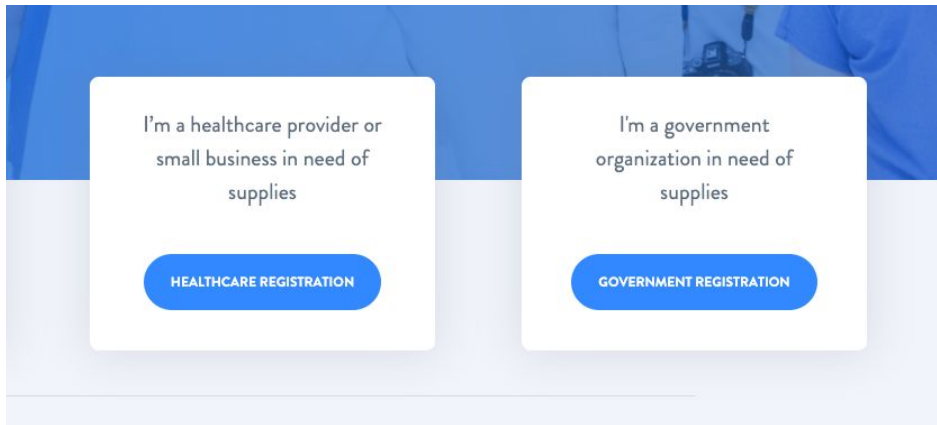 I’m a healthcare provider or
small business in need of
supplies
HEALTHCARE REGISTRATION
I'm a government
organization in need of
supplies
GOVERNMENT REGISTRATION